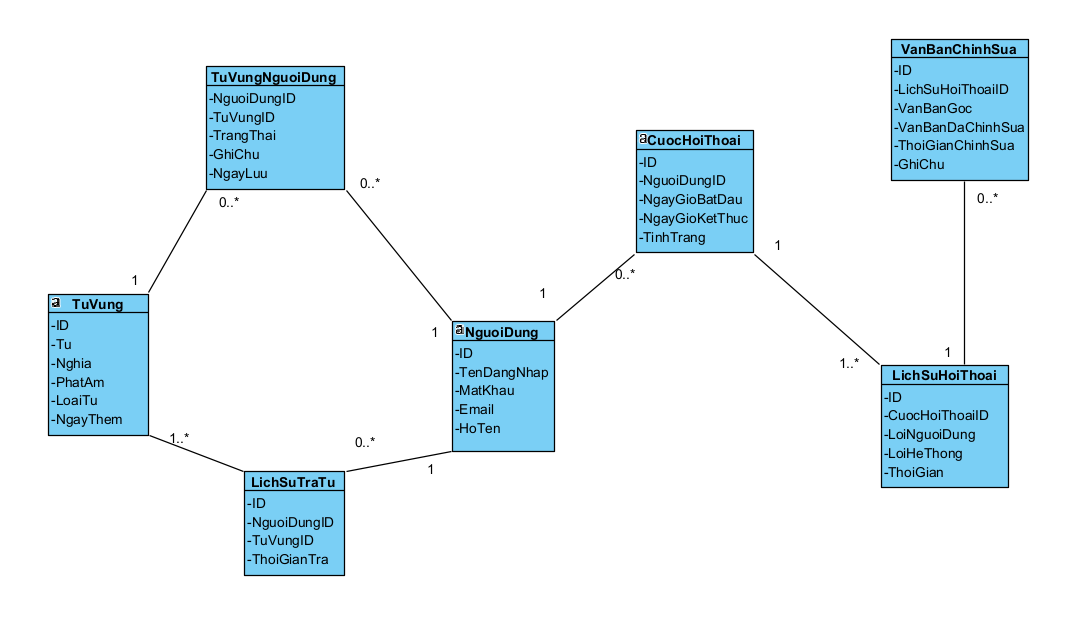 TuVungNguoiDung
-NguoiDungID
-TuVungID
-TrangThai
-GhiChu
-NgayLuu
0..*
0..*
1
a TuVung
-ID
-Tu
-Nghia
-PhatAm
-LoaiTu
-NgayThem
1..*
LichSuTraTu
-ID
-NguoiDungID
-TuVungID
-ThoiGianTra
0..*
1
1
1
a NguoiDung
-ID
-TenDangNhap
-MatKhau
-Email
-HoTen
a CuocHoiThoai
-ID
-NguoiDungID
-NgayGioBatDau
-NgayGioKetThuc
-TinhTrang
0..*
1
1..*
VanBanChinhSua
-ID
-LichSuHoiThoaiID
-VanBanGoc
-VanBanDaChinhSua
-ThoiGianChinhSua
-GhiChu
0..*
1
LichSuHoiThoai
-ID
-CuocHoiThoaiID
-LoiNguoiDung
-LoiHeThong
-ThoiGian